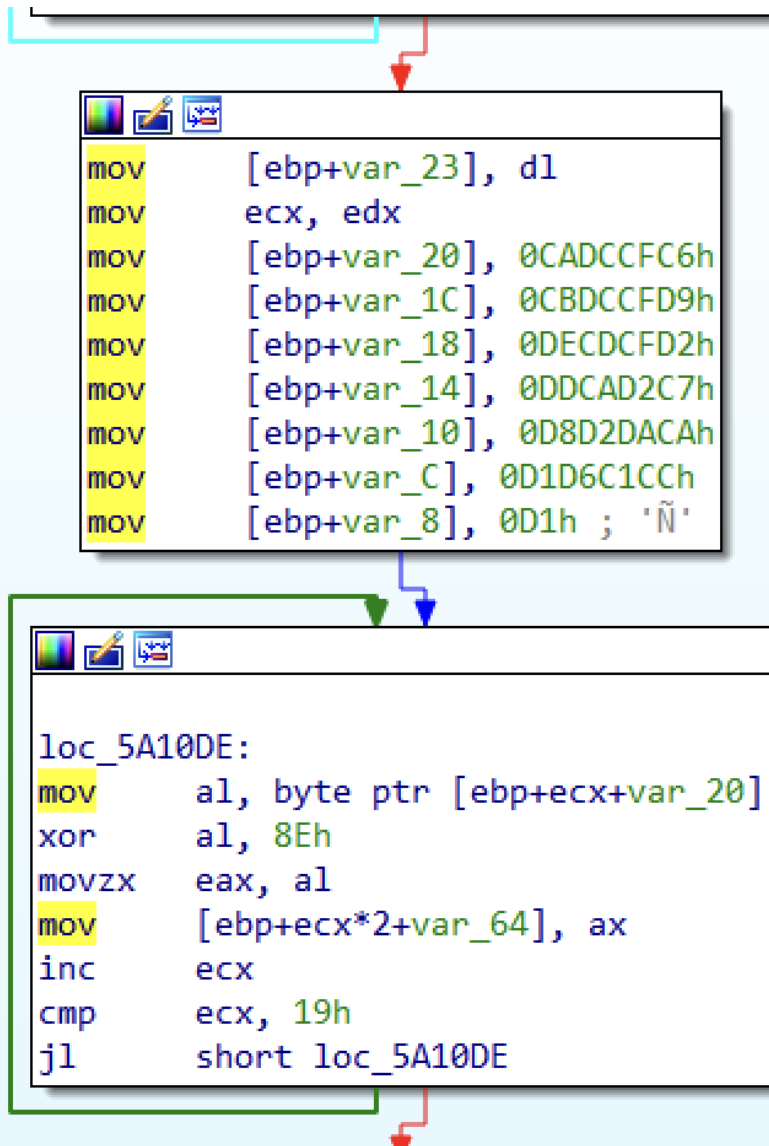 mov [ebp+var_23], dl
mov ecx, edx
mov [ebp+var_20], 0CADCCFC6h
mov [ebp+var_1C], 0CBDCCFD9h
mov [ebp+var_18], 0DECDCFD2h
mov [ebp+var_14], 0DDCAD2C7h
mov [ebp+var_10], 0D8D2DACAh
mov [ebp+var_C], 0D1D6C1CCh
mov [ebp+var_8], 0D1h ; 'Ñ'
loc_5A10DE:
mov al, byte ptr [ebp+ecx+var_20]
xor al, 8Eh
movzx eax, al
mov [ebp+ecx*2+var_64], ax
inc ecx
cmp ecx, 19h
jl short loc_5A10DE